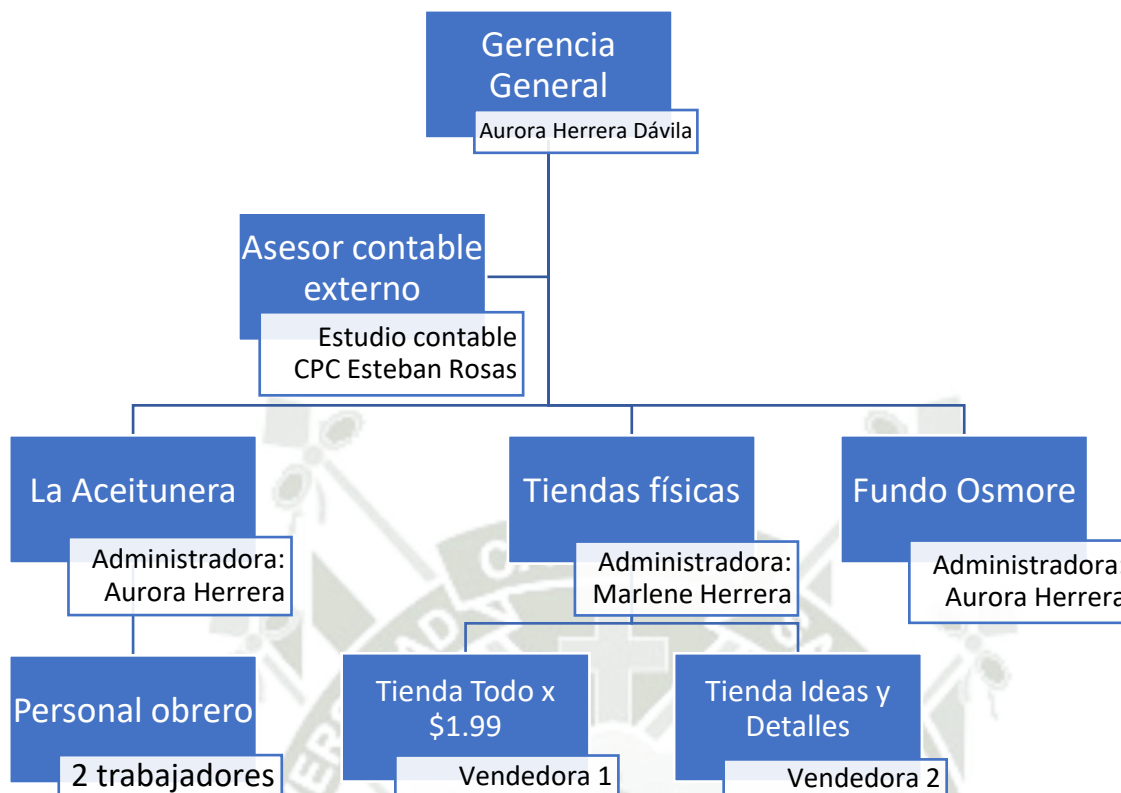 Gerencia
General
Aurora Herrera Dávila
Asesor contable
externo
Estudio contable
CPC Esteban Rosas
La Aceitunera
Administradora:
Aurora Herrera
Tiendas físicas
Administradora:
Marlene Herrera
Fundo Osmore
Administradora:
Aurora Herrera
Personal obrero
2 trabajadores
Tienda Todo x
$1.99
Vendedora 1
Tienda Ideas y
Detalles
Vendedora 2